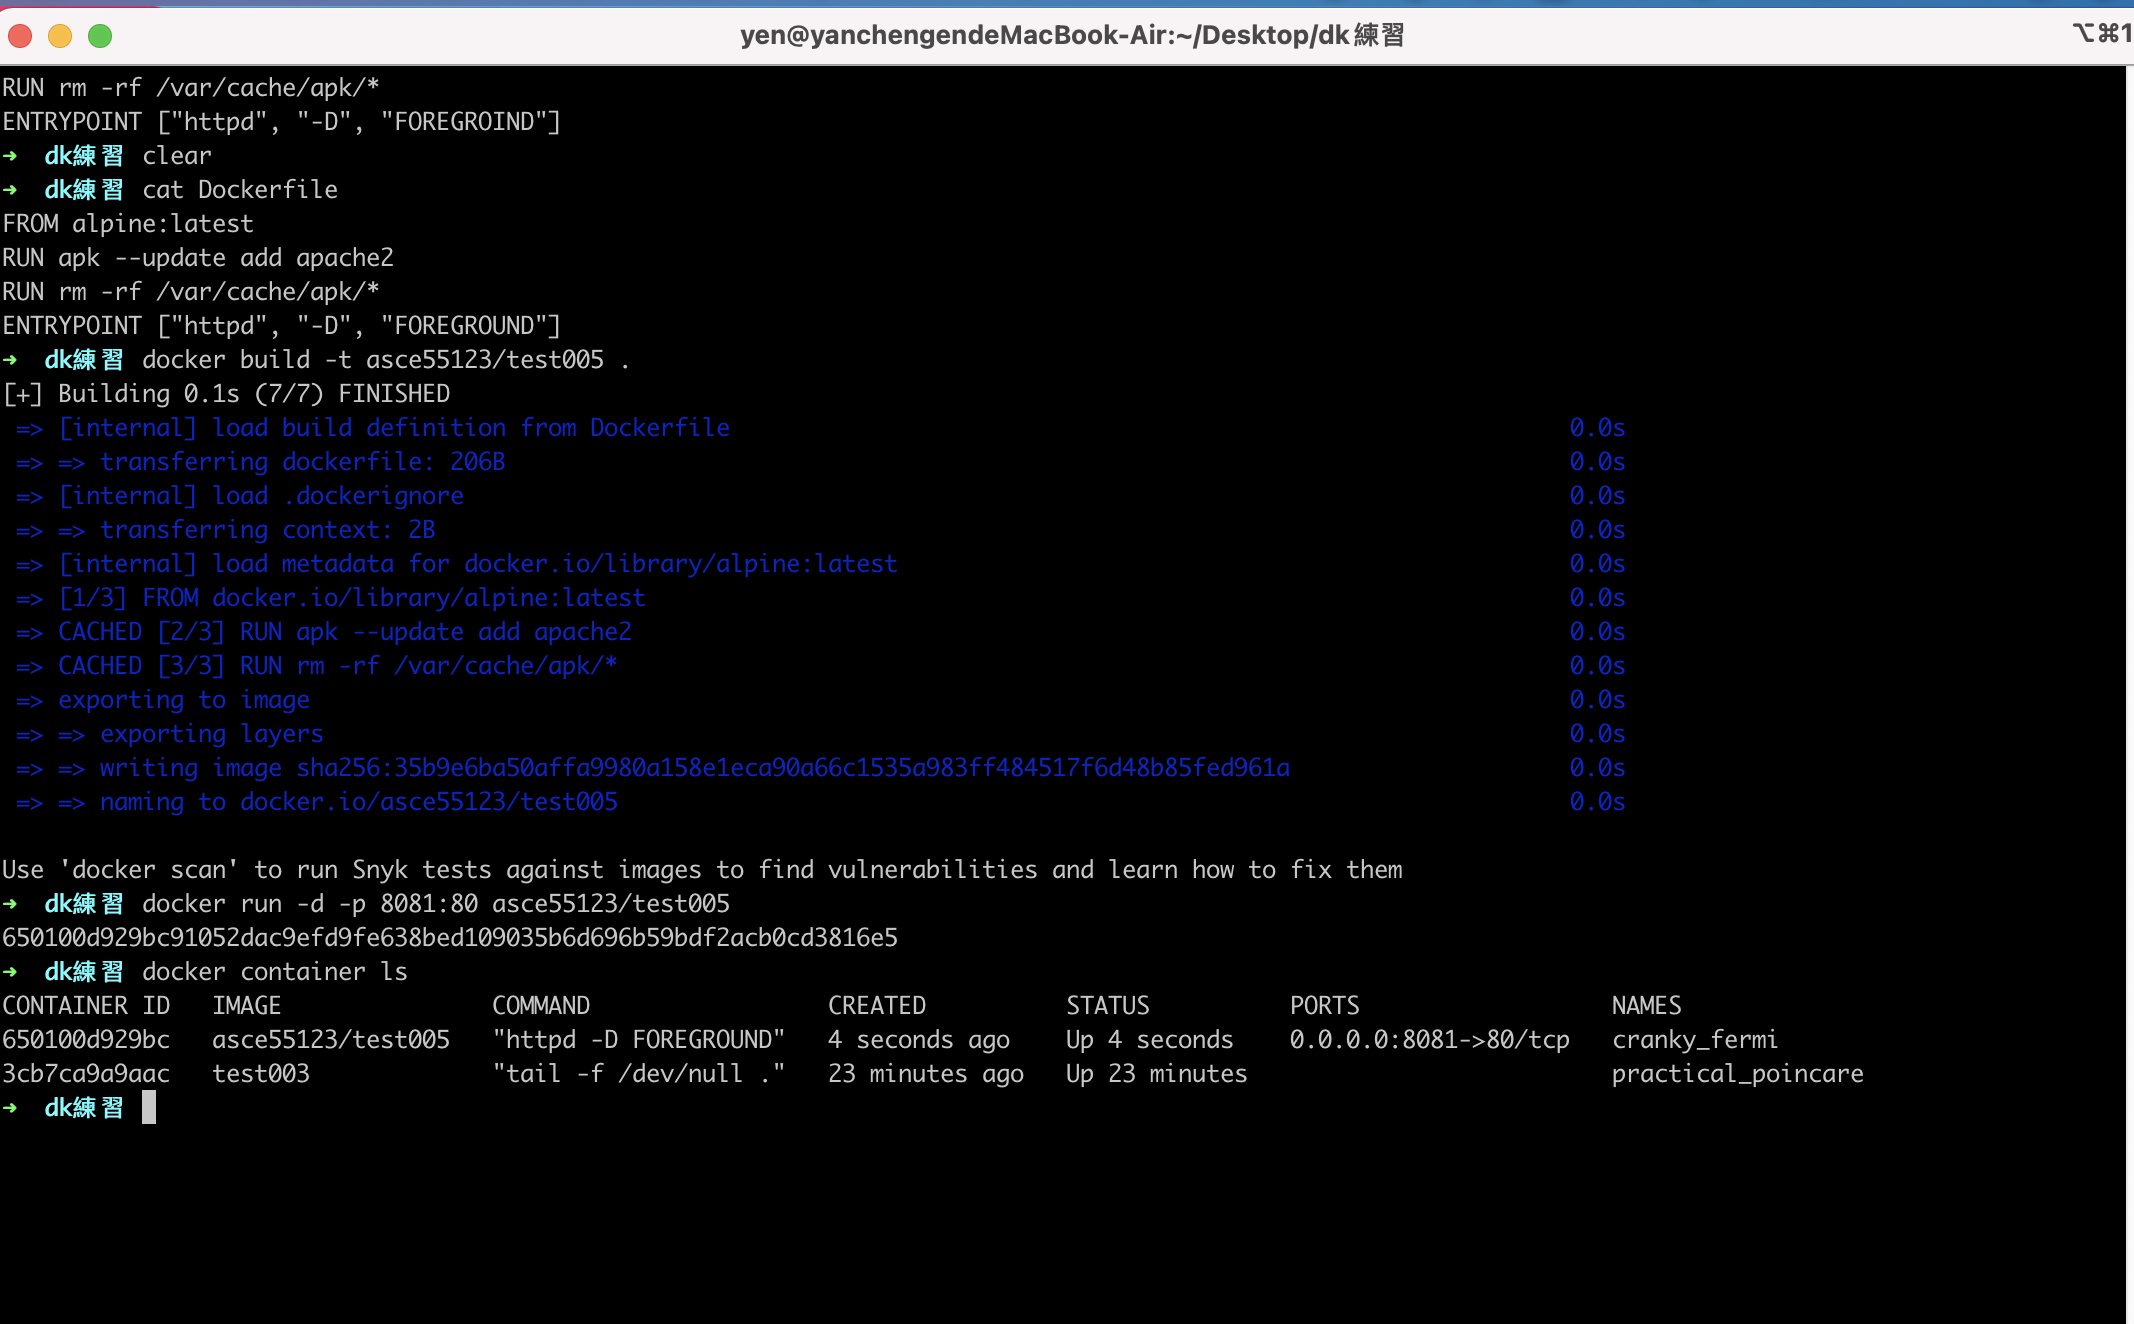 yen@yanchengendeMacBook-Air:~/Desktop/dk練習
⌥⌘1
RUN rm -rf /var/cache/apk/*
ENTRYPOINT ["httpd", "-D", "FOREGROIND"]
➜  dk練習 clear
➜  dk練習 cat Dockerfile
FROM alpine:latest
RUN apk --update add apache2
RUN rm -rf /var/cache/apk/*
ENTRYPOINT ["httpd", "-D", "FOREGROUND"]
➜  dk練習 docker build -t asce55123/test005 .
[+] Building 0.1s (7/7) FINISHED
=> [internal] load build definition from Dockerfile 0.0s
=> => transferring dockerfile: 206B 0.0s
=> [internal] load .dockerignore 0.0s
=> => transferring context: 2B 0.0s
=> [internal] load metadata for docker.io/library/alpine:latest 0.0s
=> [1/3] FROM docker.io/library/alpine:latest 0.0s
=> CACHED [2/3] RUN apk --update add apache2 0.0s
=> CACHED [3/3] RUN rm -rf /var/cache/apk/* 0.0s
=> exporting to image 0.0s
=> => exporting layers 0.0s
=> => writing image sha256:35b9e6ba50affa9980a158e1eca90a66c1535a983ff484517f6d48b85fed961a 0.0s
=> => naming to docker.io/asce55123/test005 0.0s
Use 'docker scan' to run Snyk tests against images to find vulnerabilities and learn how to fix them
➜  dk練習 docker run -d -p 8081:80 asce55123/test005
650100d929bc91052dac9efd9fe638bed109035b6d696b59bdf2acb0cd3816e5
➜  dk練習 docker container ls
CONTAINER ID   IMAGE   COMMAND   CREATED   STATUS   PORTS   NAMES
650100d929bc   asce55123/test005   "httpd -D FOREGROUND"   4 seconds ago   Up 4 seconds   0.0.0.0:8081->80/tcp   cranky_fermi
3cb7ca9a9aac   test003   "tail -f /dev/null ."   23 minutes ago   Up 23 minutes   practical_poincare
➜  dk練習